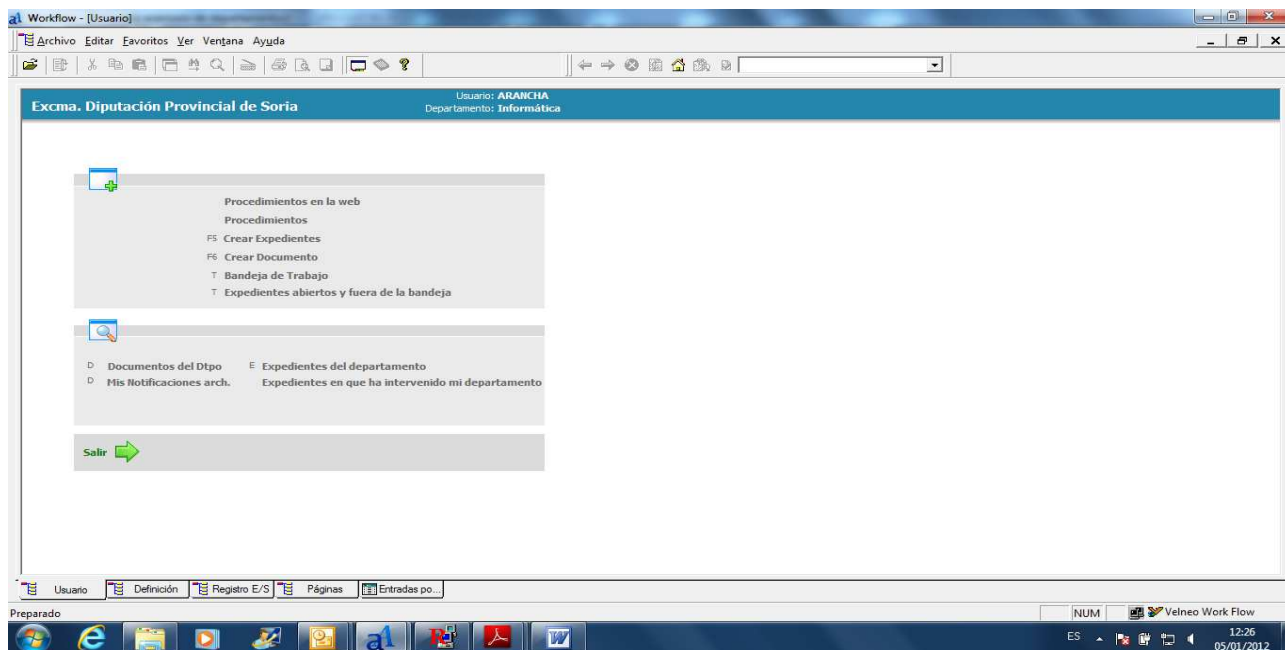 Workflow - [Usuario]
Archivo Editar Favoritos Ver Ventana Ayuda
Usuario: ARANCHA
Excma. Diputación Provincial de Soria
Departamento: Informática
Procedimientos en la web
Procedimientos
F5 Crear Expedientes
F6 Crear Documento
T Bandeja de Trabajo
T Expedientes abiertos y fuera de la bandeja
D Documentos del Dtpo E Expedientes del departamento
D Mis Notificaciones arch. Expedientes en que ha intervenido mi departamento
Salir
Usuario Definición Registro E/S Páginas Entradas po...
Preparado NUM Velneo Work Flow
ES 12:26
05/01/2012